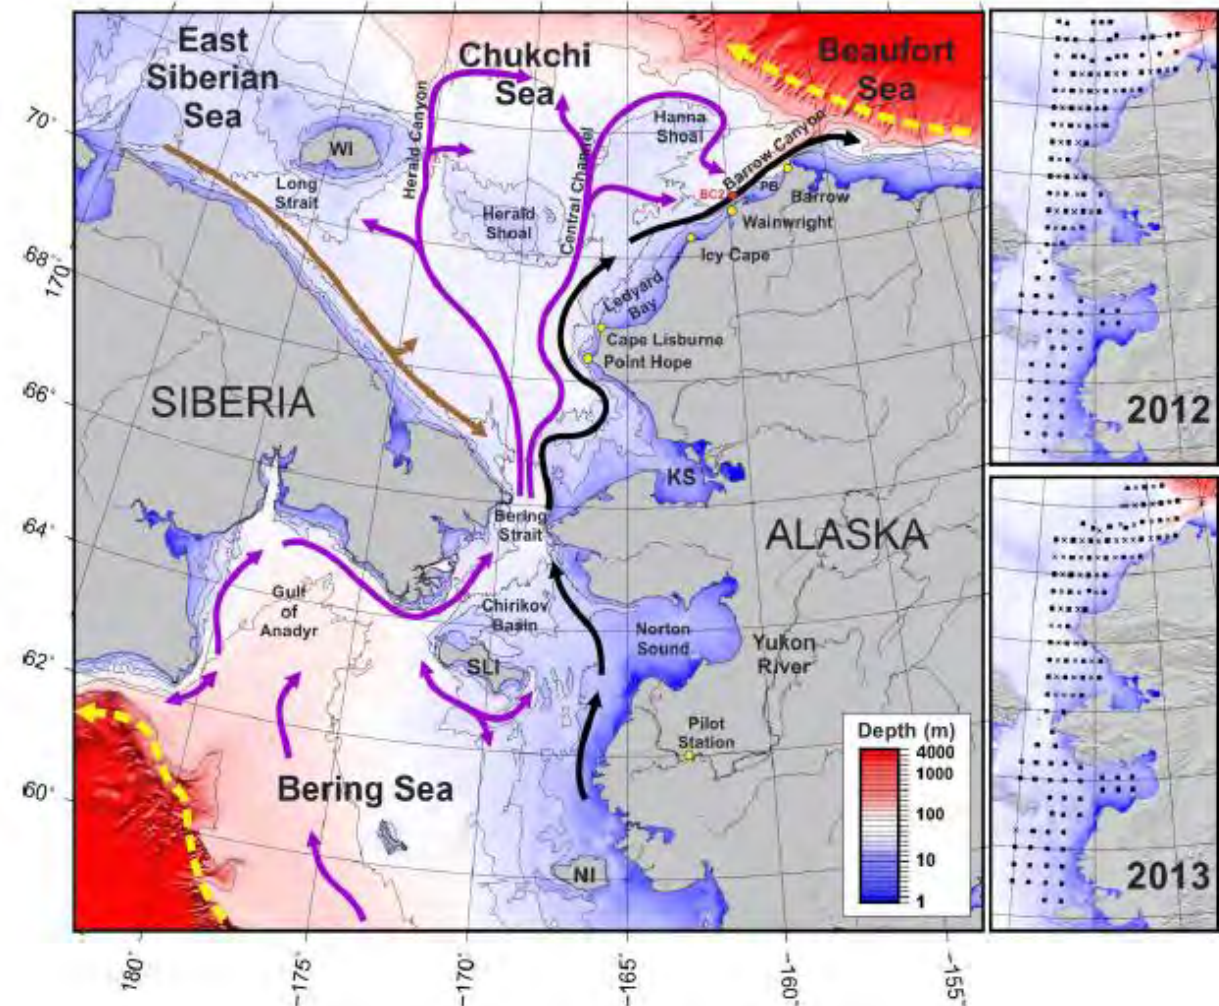 East
Siberian
Sea
Chukchi
Sea
Beaufort
Sea
Herald Canyon
Central Channel
Hanna
Shoal
Barrow Canyon
WI
Long
Strait
Herald
Shoal
BC2
PB
Barrow
Wainwright
Icy Cape
Ledyard
Bay
Cape Lisburne
Point Hope
SIBERIA
KS
Bering
Strait
ALASKA
Gulf
of
Anadyr
Chirikov
Basin
Norton
Sound
Yukon
River
SLI
Pilot
Station
Bering Sea
NI
Depth (m)
4000
1000
100
10
1
70°
68°
170°
66°
64°
62°
60°
180°
-175°
-170°
-165°
-160°
-155°
2012
2013